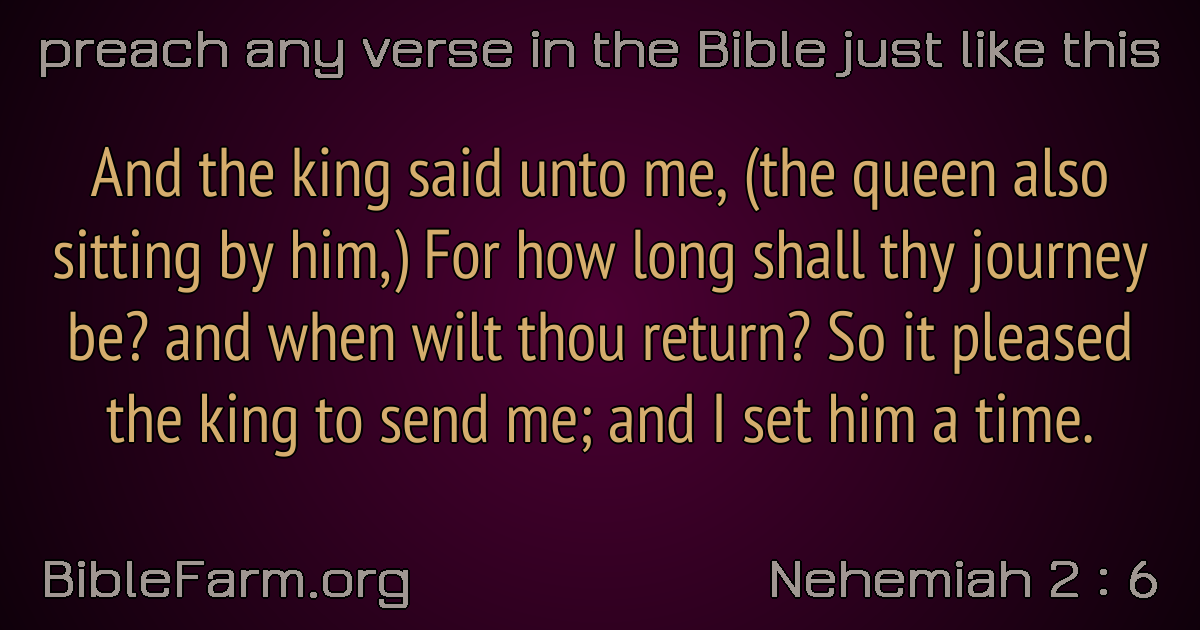 preach any verse in the Bible just like this
And the king said unto me, (the queen also
sitting by him,) For how long shall thy journey
be? and when wilt thou return? So it pleased
the king to send me; and I set him a time.
BibleFarm.org
Nehemiah 2 : 6